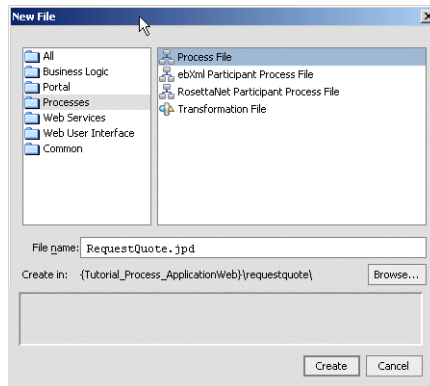 New File
All
Business Logic
Portal
Processes
Web Services
Web User Interface
Common
Process File
ebXml Participant Process File
RosettaNet Participant Process File
Transformation File
File name: RequestQuote.jpd
Create in: {Tutorial_Process_ApplicationWeb}\requestquote\ Browse...
Create Cancel